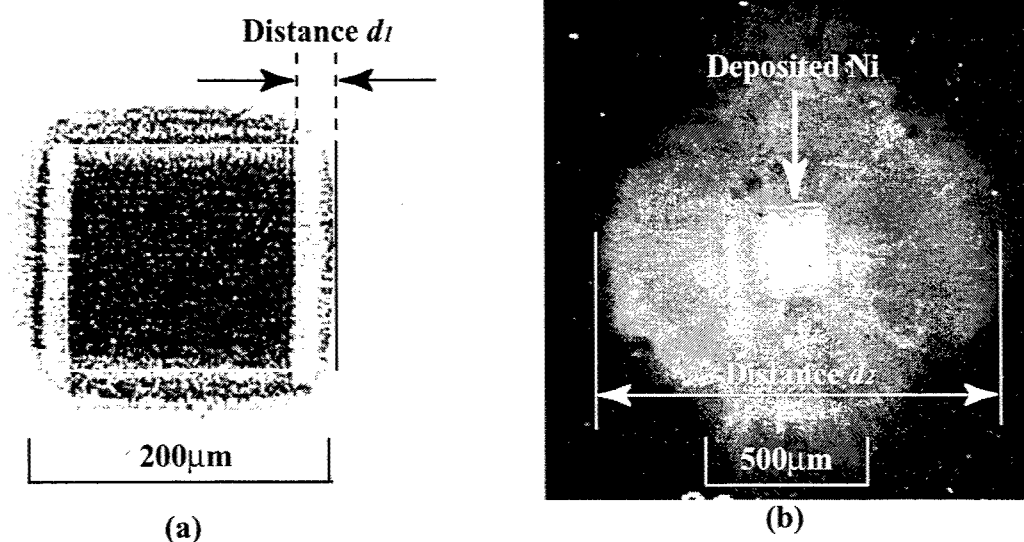 Distance d1
200μm
(a)
Deposited Ni
Distance d2
500μm
(b)